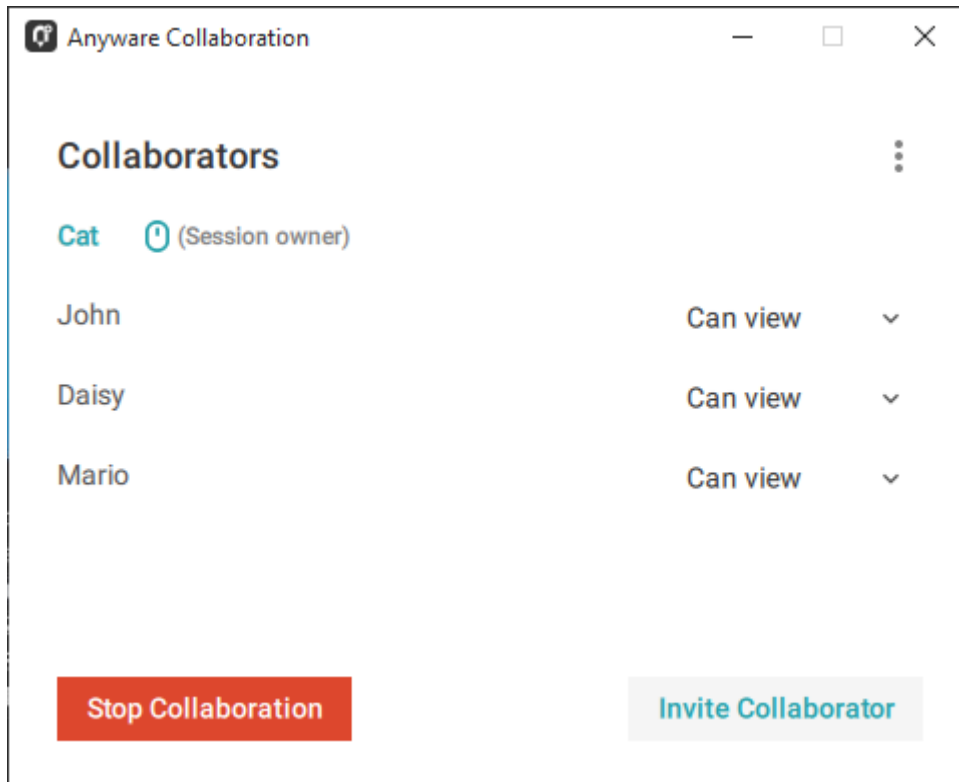 Anyware Collaboration
Collaborators
Cat (Session owner)
John Can view
Daisy Can view
Mario Can view
Stop Collaboration Invite Collaborator